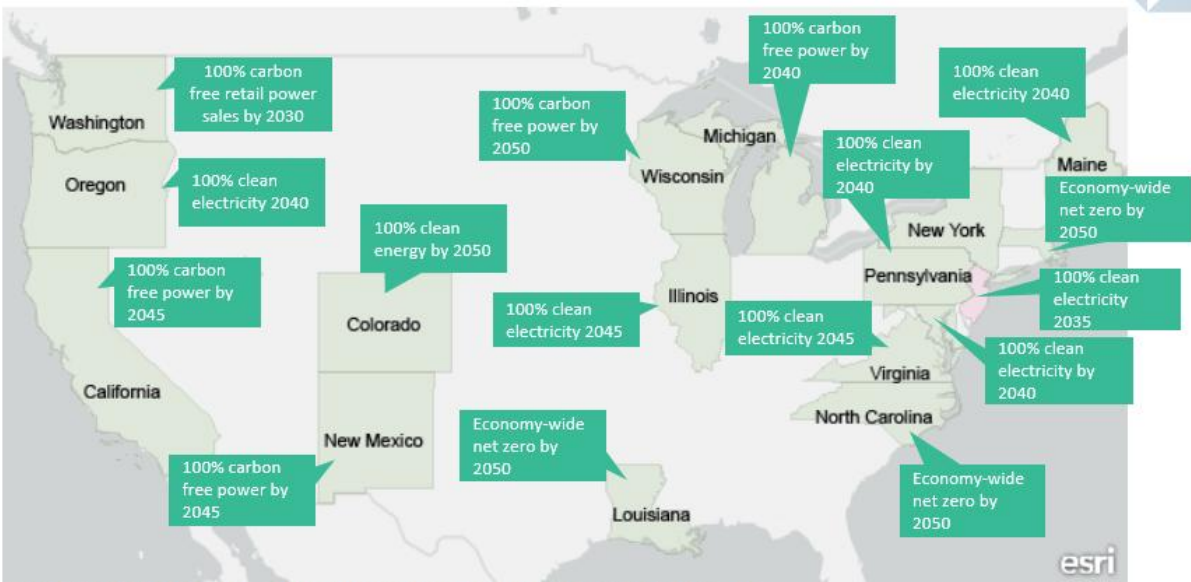 100% carbon
free power by
2040
100% carbon
free retail power
sales by 2030
100% clean
electricity 2040
100% carbon
free power by
2050
Washington
Michigan
100% clean
electricity by
2040
Maine
Wisconsin
Oregon
100% clean
electricity 2040
Economy-wide
net zero by
2050
100% clean
energy by 2050
New York
100% carbon
free power by
2045
Pennsylvania
100% clean
electricity
2035
Illinois
100% clean
electricity 2045
100% clean
electricity 2045
Colorado
100% clean
electricity by
2040
Virginia
California
North Carolina
New Mexico
Economy-wide
net zero by
2050
100% carbon
free power by
2045
Economy-wide
net zero by
2050
Louisiana
esri